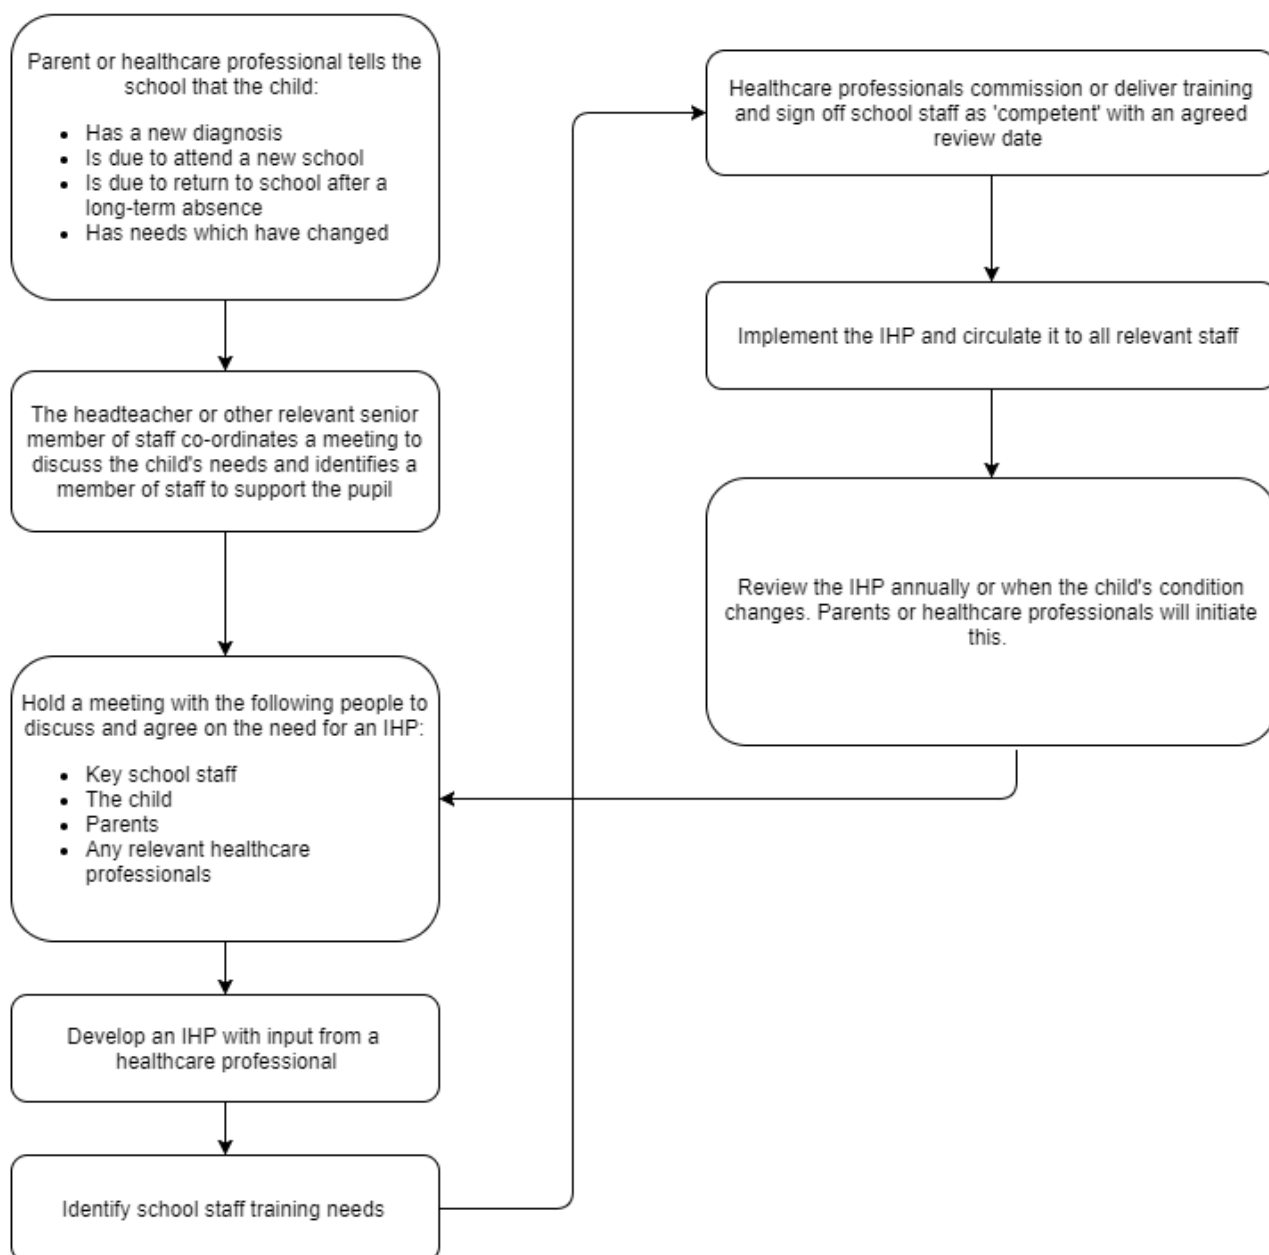 Parent or healthcare professional tells the
school that the child:
Has a new diagnosis
Is due to attend a new school
Is due to return to school after a
long-term absence
Has needs which have changed
The headteacher or other relevant senior
member of staff co-ordinates a meeting to
discuss the child's needs and identifies a
member of staff to support the pupil
Hold a meeting with the following people to
discuss and agree on the need for an IHP:
Key school staff
The child
Parents
Any relevant healthcare
professionals
Develop an IHP with input from a
healthcare professional
Identify school staff training needs
Healthcare professionals commission or deliver training
and sign off school staff as 'competent' with an agreed
review date
Implement the IHP and circulate it to all relevant staff
Review the IHP annually or when the child's condition
changes. Parents or healthcare professionals will initiate
this.